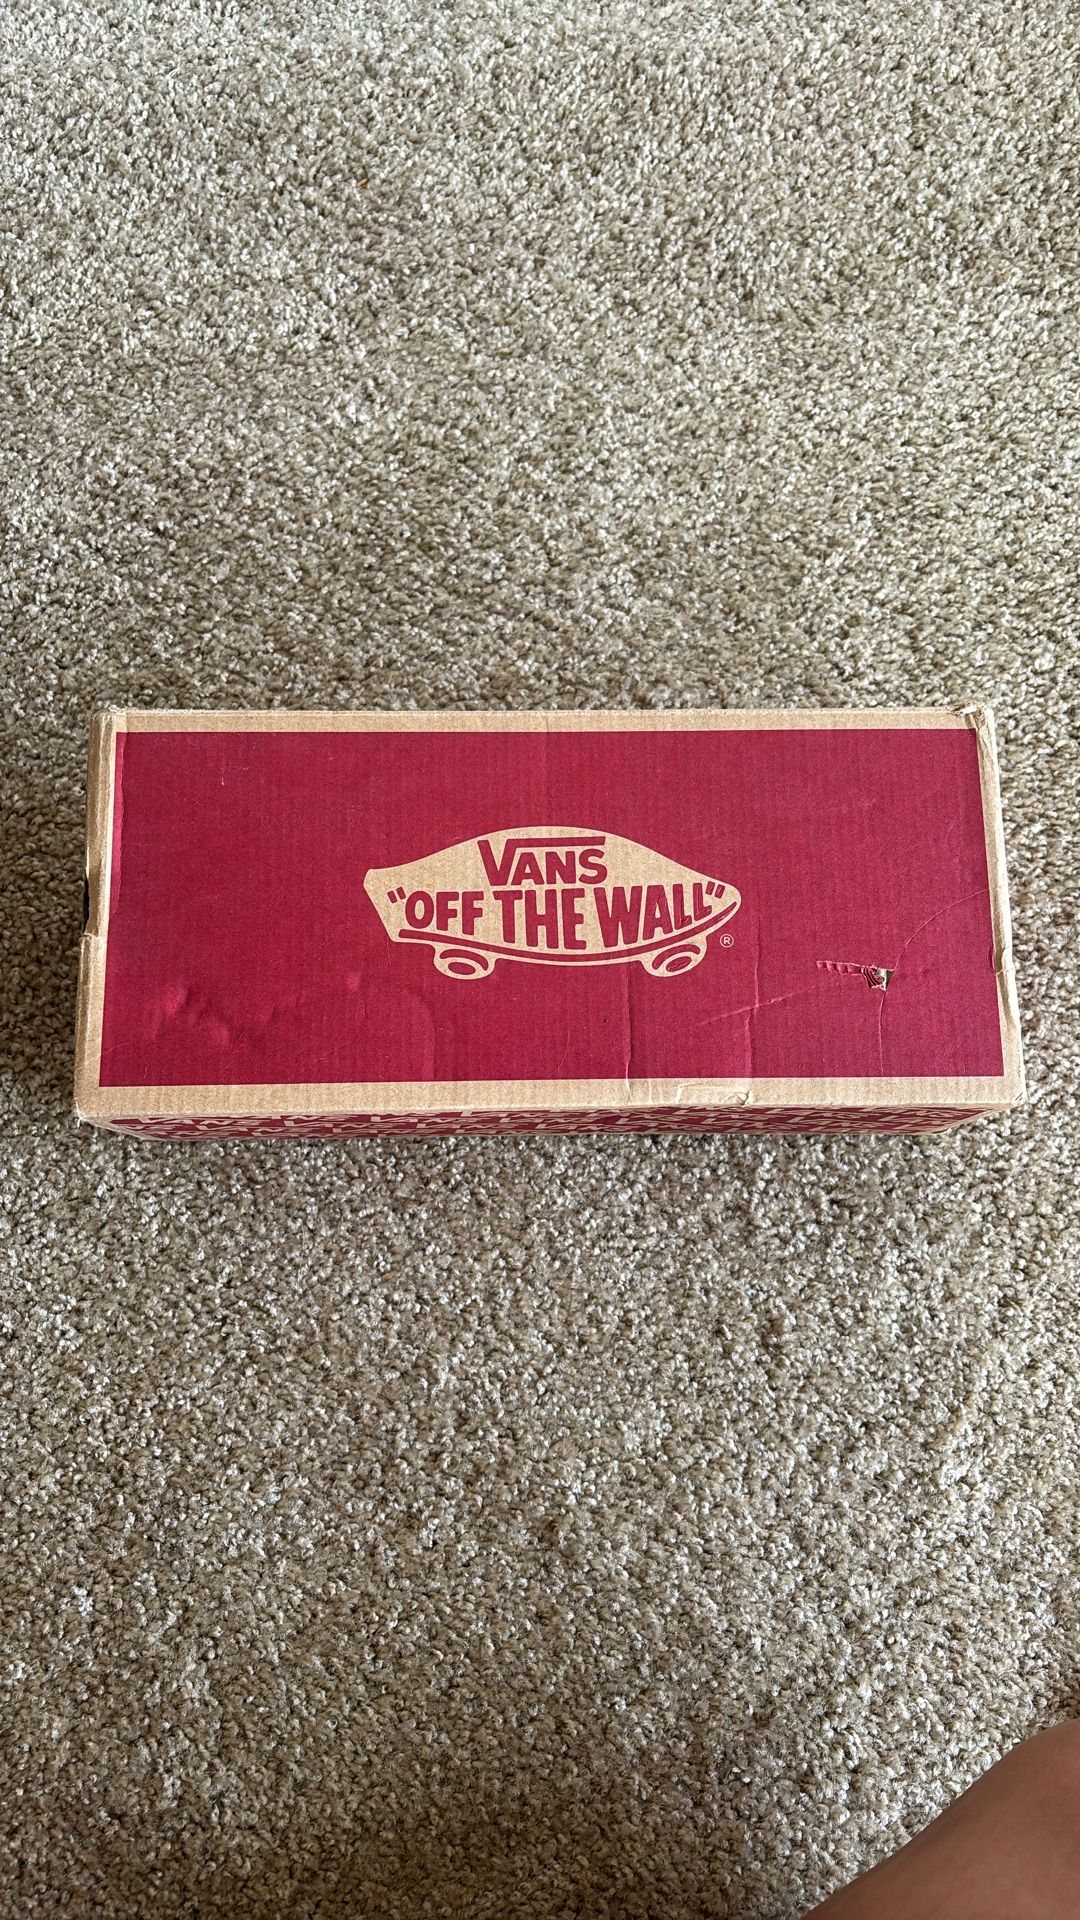 VANS
"OFF THE WALL"
®